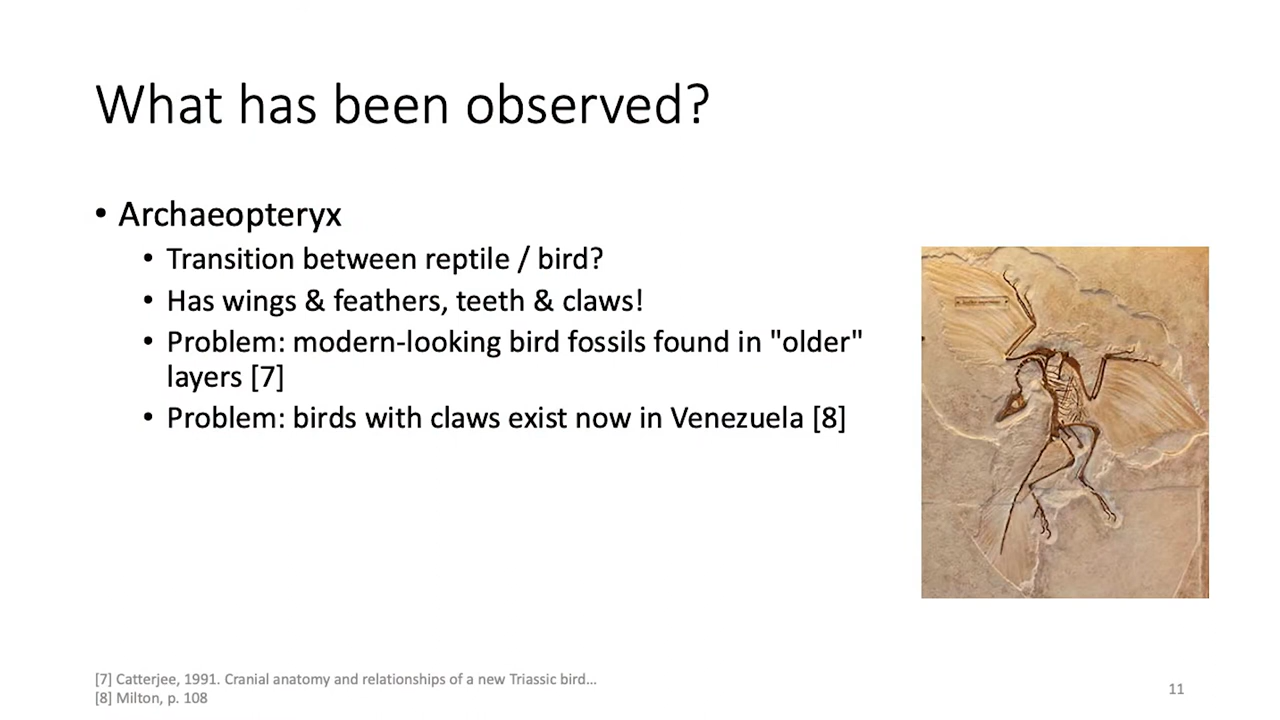 What has been observed?
• Archaeopteryx
• Transition between reptile / bird?
• Has wings & feathers, teeth & claws!
• Problem: modern-looking bird fossils found in "older"
layers [7]
• Problem: birds with claws exist now in Venezuela [8]
[7] Catterjee, 1991. Cranial anatomy and relationships of a new Triassic bird…
[8] Milton, p. 108
11